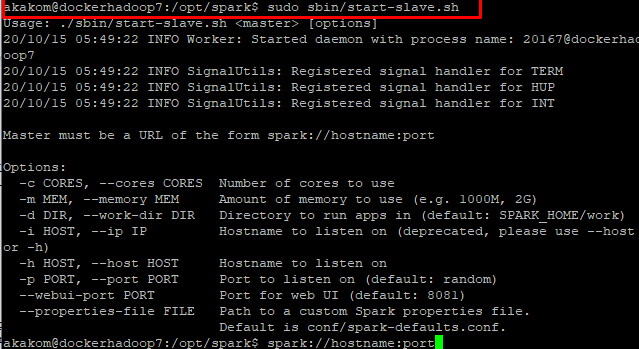 akakom@dockerhadoop7:/opt/spark$ sudo sbin/start-slave.sh
Usage: ./sbin/start-slave.sh <master> [options]
20/10/15 05:49:22 INFO Worker: Started daemon with process name: 20167@dockerhad
oop7
20/10/15 05:49:22 INFO SignalUtils: Registered signal handler for TERM
20/10/15 05:49:22 INFO SignalUtils: Registered signal handler for HUP
20/10/15 05:49:22 INFO SignalUtils: Registered signal handler for INT
Master must be a URL of the form spark://hostname:port
Options:
-c CORES, --cores CORES Number of cores to use
-m MEM, --memory MEM Amount of memory to use (e.g. 1000M, 2G)
-d DIR, --work-dir DIR Directory to run apps in (default: SPARK_HOME/work)
-i HOST, --ip IP Hostname to listen on (deprecated, please use --host
or -h)
-h HOST, --host HOST Hostname to listen on
-p PORT, --port PORT Port to listen on (default: random)
--webui-port PORT Port for web UI (default: 8081)
--properties-file FILE Path to a custom Spark properties file.
Default is conf/spark-defaults.conf.
akakom@dockerhadoop7:/opt/spark$ spark://hostname:port